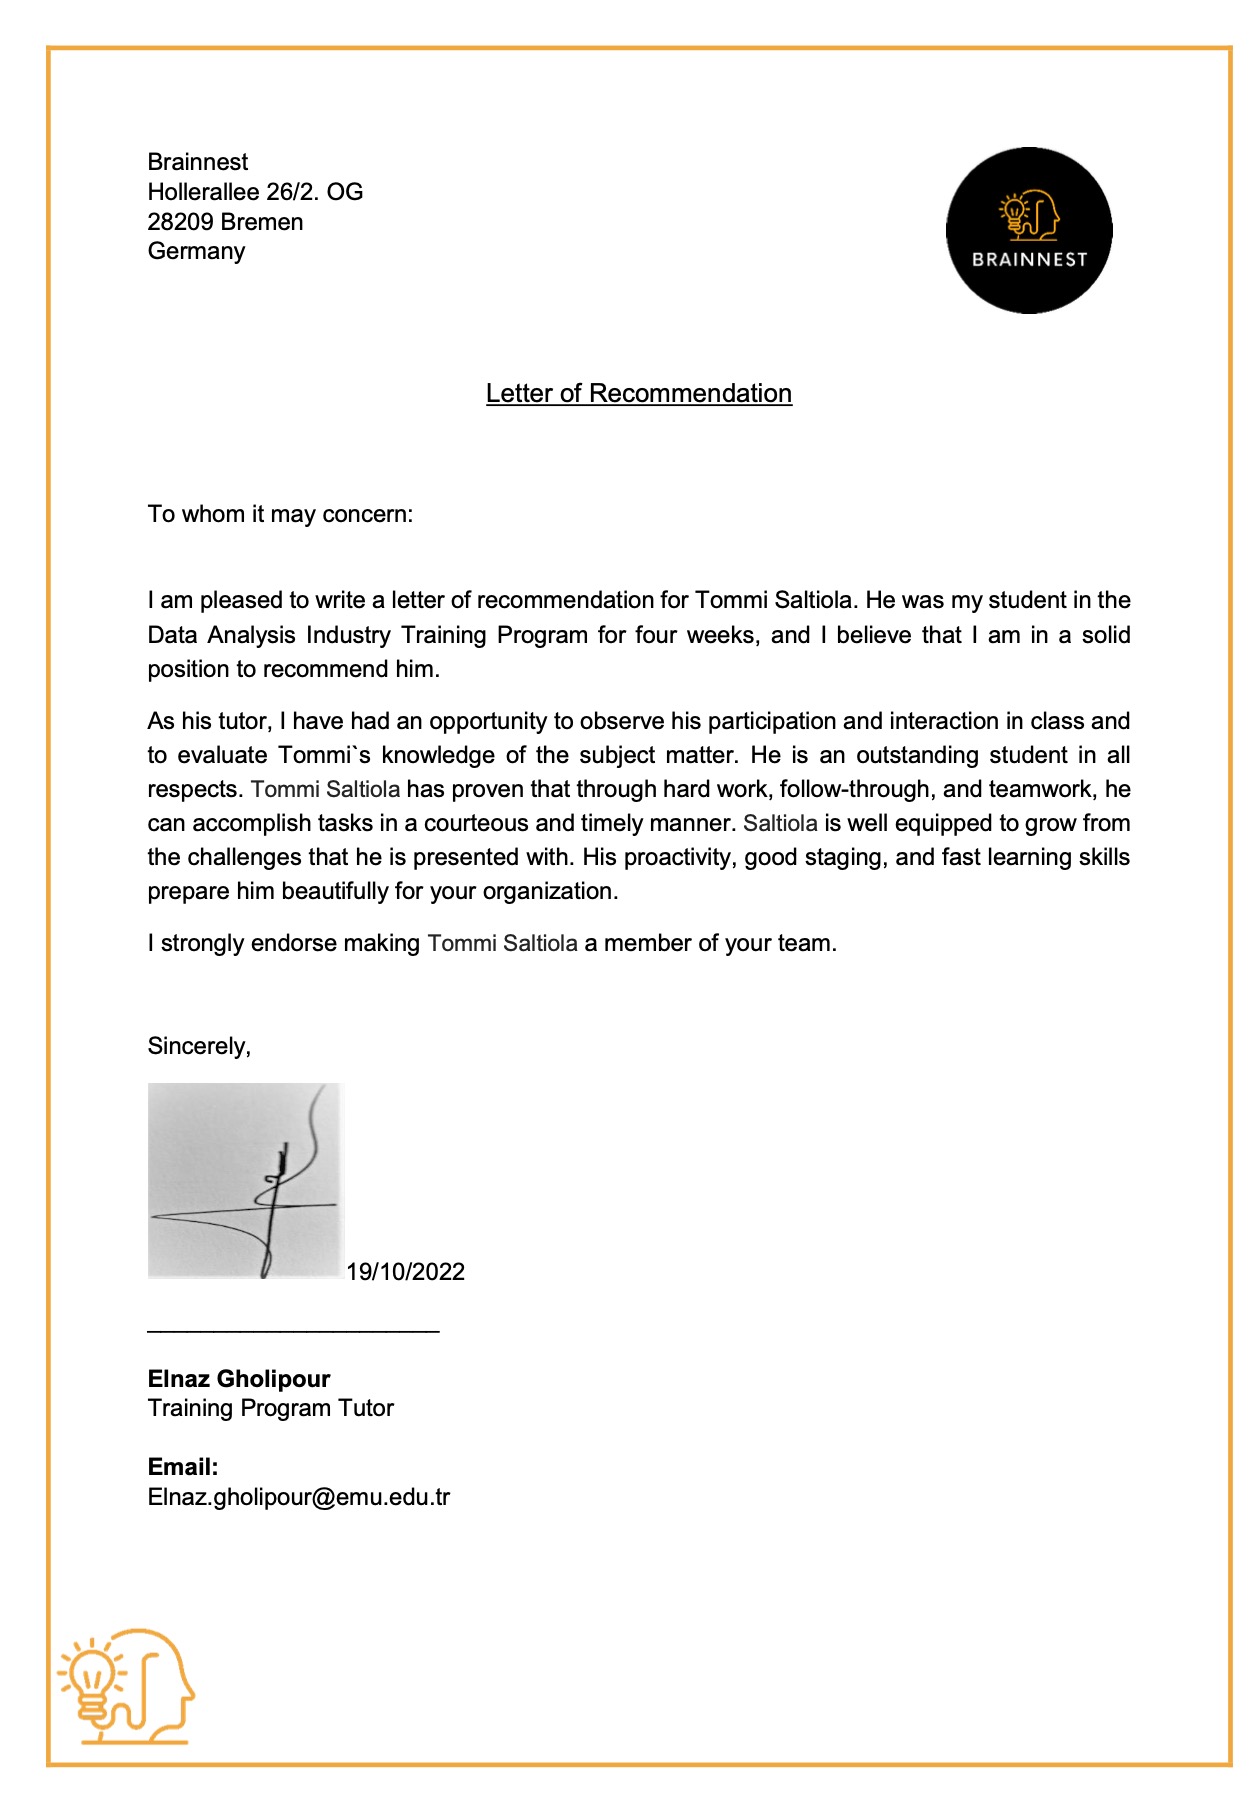 Brainnest
Hollerallee 26/2. OG
28209 Bremen
Germany
BRAINNEST
Letter of Recommendation
To whom it may concern:
I am pleased to write a letter of recommendation for Tommi Saltiola. He was my student in the
Data Analysis Industry Training Program for four weeks, and I believe that I am in a solid
position to recommend him.
As his tutor, I have had an opportunity to observe his participation and interaction in class and
to evaluate Tommi`s knowledge of the subject matter. He is an outstanding student in all
respects. Tommi Saltiola has proven that through hard work, follow-through, and teamwork, he
can accomplish tasks in a courteous and timely manner. Saltiola is well equipped to grow from
the challenges that he is presented with. His proactivity, good staging, and fast learning skills
prepare him beautifully for your organization.
I strongly endorse making Tommi Saltiola a member of your team.
Sincerely,
19/10/2022
Elnaz Gholipour
Training Program Tutor
Email:
Elnaz.gholipour@emu.edu.tr